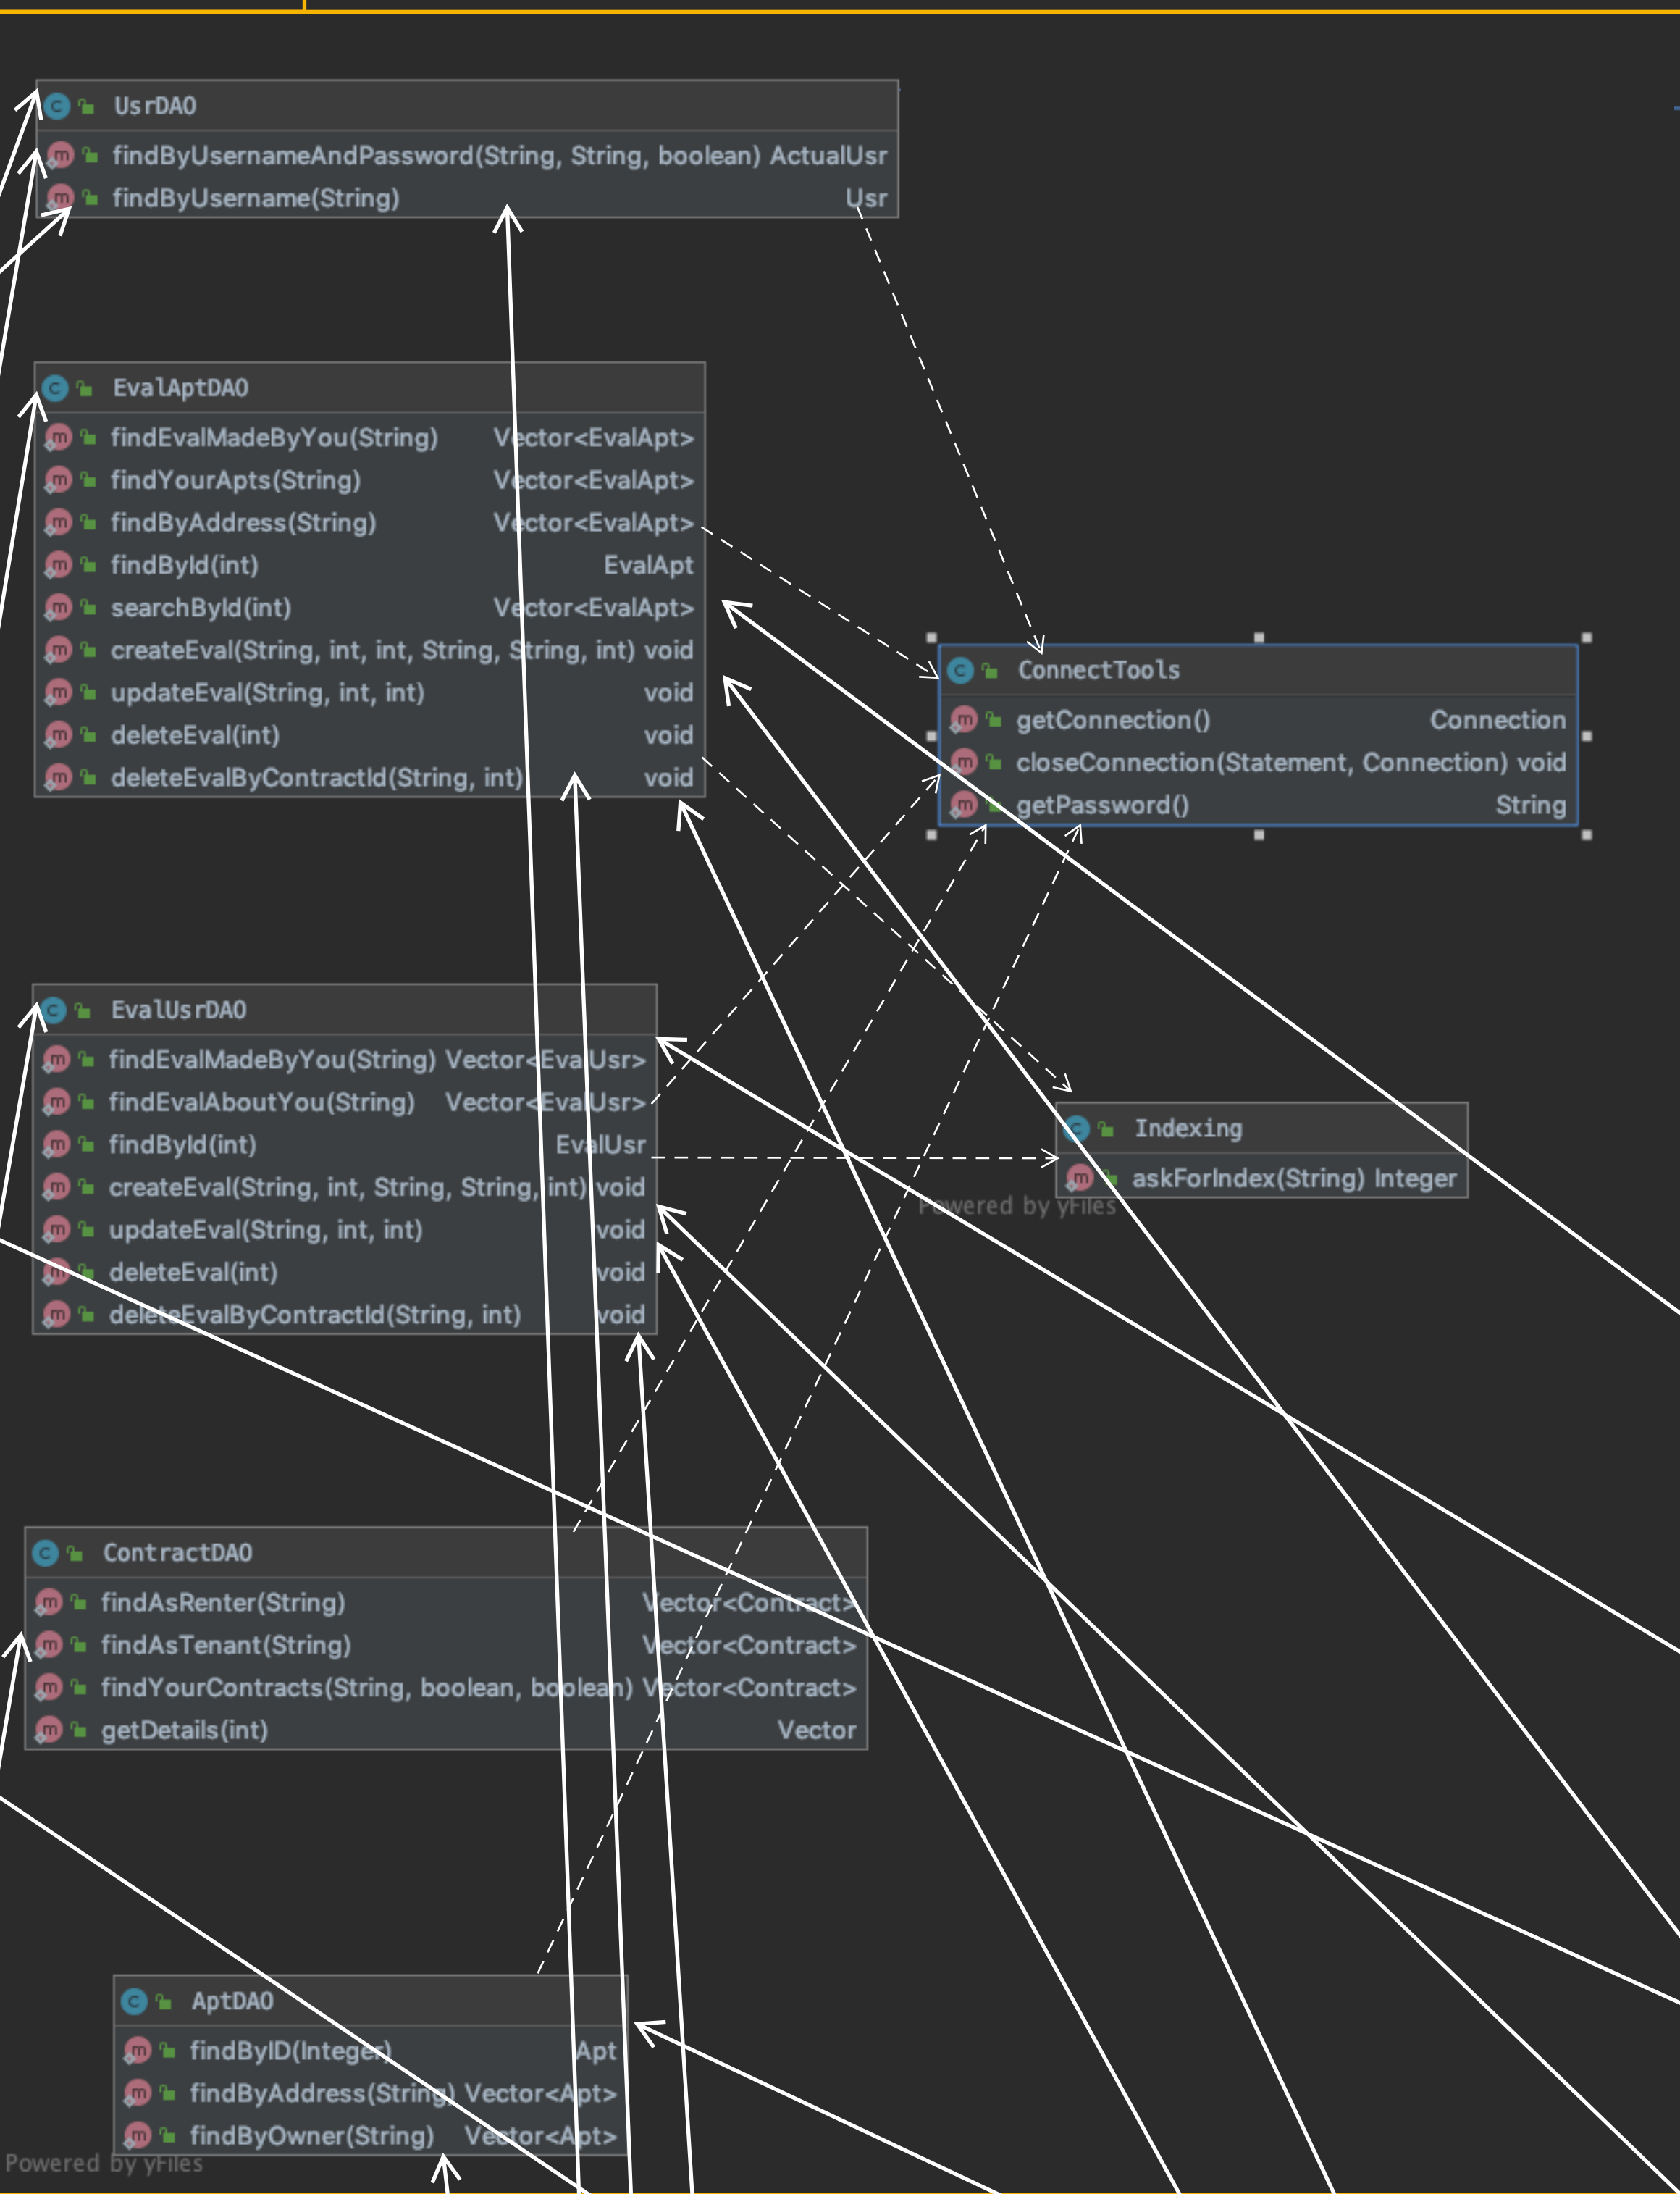 UsrDAO
findByUsernameAndPassword(String, String, boolean) ActualUsr
findByUsername(String) Usr
EvalAptDAO
findEvalMadeByYou(String) Vector<EvalApt>
findYourApts(String) Vector<EvalApt>
findByAddress(String) Vector<EvalApt>
findById(int) EvalApt
searchById(int) Vector<EvalApt>
createEval(String, int, int, String, String, int) void
updateEval(String, int, int) void
deleteEval(int) void
deleteEvalByContractId(String, int) void
ConnectTools
getConnection() Connection
closeConnection(Statement, Connection) void
getPassword() String
EvalUsrDAO
findEvalMadeByYou(String) Vector<EvalUsr>
findEvalAboutYou(String) Vector<EvalUsr>
findById(int) EvalUsr
createEval(String, int, String, String, int) void
updateEval(String, int, int) void
deleteEval(int) void
deleteEvalByContractId(String, int) void
Indexing
askForIndex(String) Integer
Powered by yFiles
ContractDAO
findAsRenter(String) Vector<Contract>
findAsTenant(String) Vector<Contract>
findYourContracts(String, boolean, boolean) Vector<Contract>
getDetails(int) Vector
AptDAO
findByID(Integer) Apt
findByAddress(String) Vector<Apt>
findByOwner(String) Vector<Apt>
Powered by yFiles